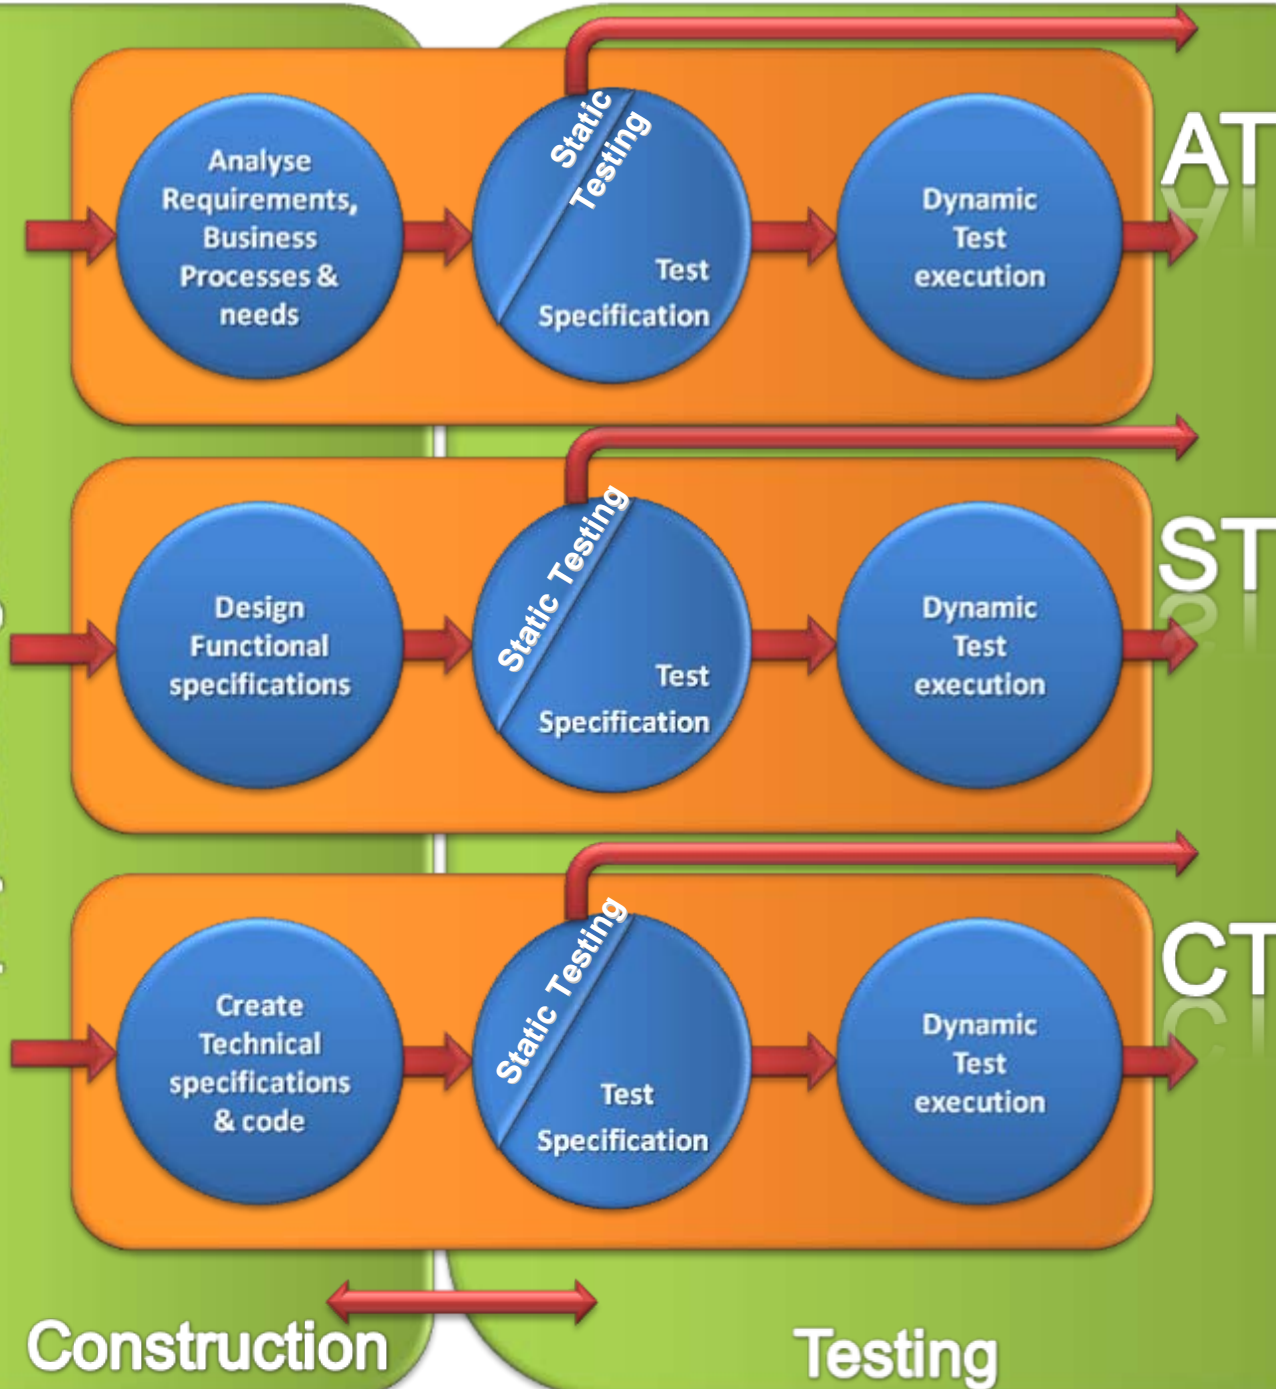 Analyse
Requirements,
Business
Processes &
needs
Static
Testing
Test
Specification
Dynamic
Test
execution
AT
Design
Functional
specifications
Static Testing
Test
Specification
Dynamic
Test
execution
ST
Create
Technical
specifications
& code
Static Testing
Test
Specification
Dynamic
Test
execution
CT
Construction
Testing